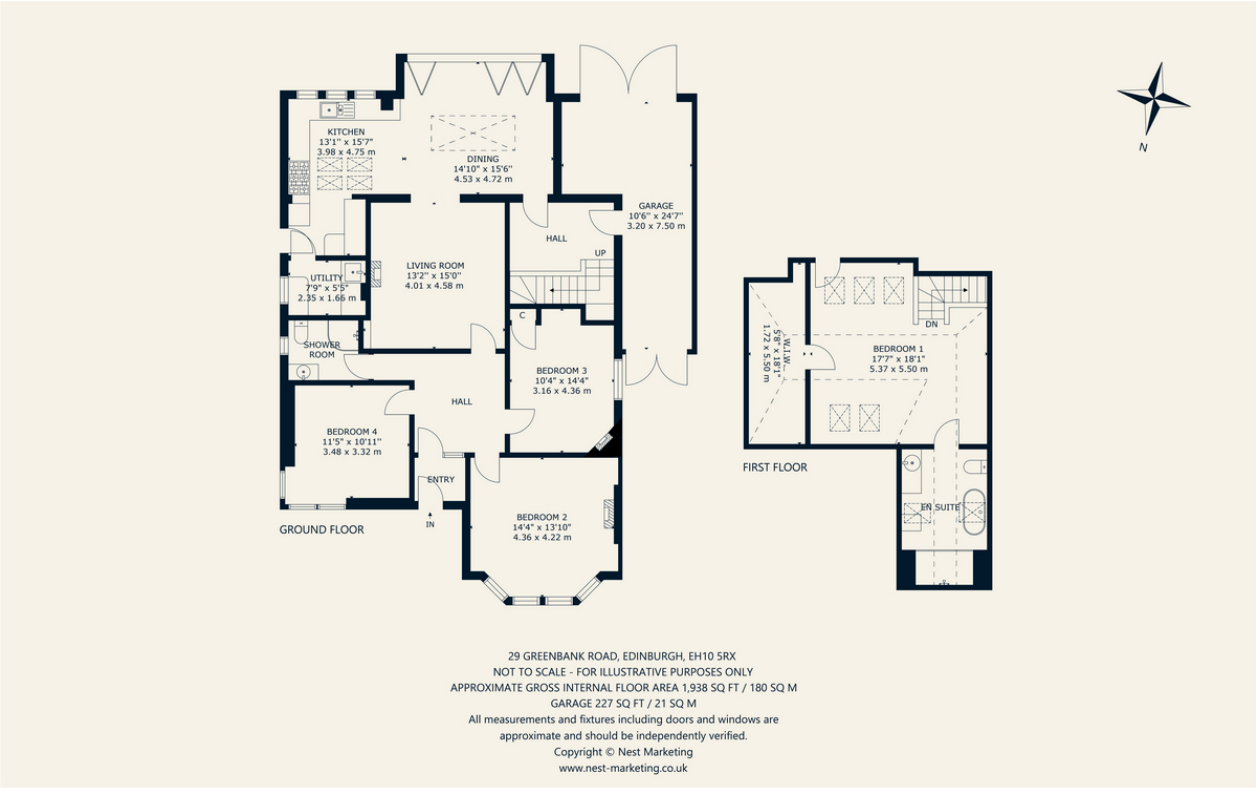 N
KITCHEN
13'1" x 15'7"
3.98 x 4.75 m
DINING
14'10" x 15'6"
4.53 x 4.72 m
GARAGE
10'6" x 24'7"
3.20 x 7.50 m
HALL
UP
LIVING ROOM
13'2" x 15'0"
4.01 x 4.58 m
UTILITY
7'9" x 5'5"
2.35 x 1.66 m
C
SHOWER
ROOM
BEDROOM 3
10'4" x 14'4"
3.16 x 4.36 m
HALL
BEDROOM 4
11'5" x 10'11"
3.48 x 3.32 m
ENTRY
IN
BEDROOM 2
14'4" x 13'10"
4.36 x 4.22 m
GROUND FLOOR
W.I.W.
5'8" x 18'1"
1.72 x 5.50 m
DN
BEDROOM 1
17'7" x 18'1"
5.37 x 5.50 m
FIRST FLOOR
EN SUITE
29 GREENBANK ROAD, EDINBURGH, EH10 5RX
NOT TO SCALE - FOR ILLUSTRATIVE PURPOSES ONLY
APPROXIMATE GROSS INTERNAL FLOOR AREA 1,938 SQ FT / 180 SQ M
GARAGE 227 SQ FT / 21 SQ M
All measurements and fixtures including doors and windows are
approximate and should be independently verified.
Copyright © Nest Marketing
www.nest-marketing.co.uk